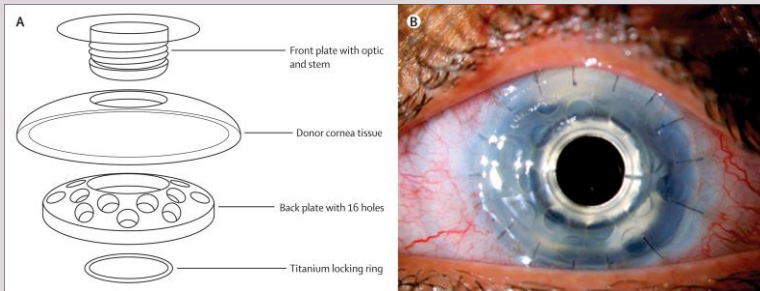 A
Front plate with optic
and stem
Donor cornea tissue
Back plate with 16 holes
Titanium locking ring
B